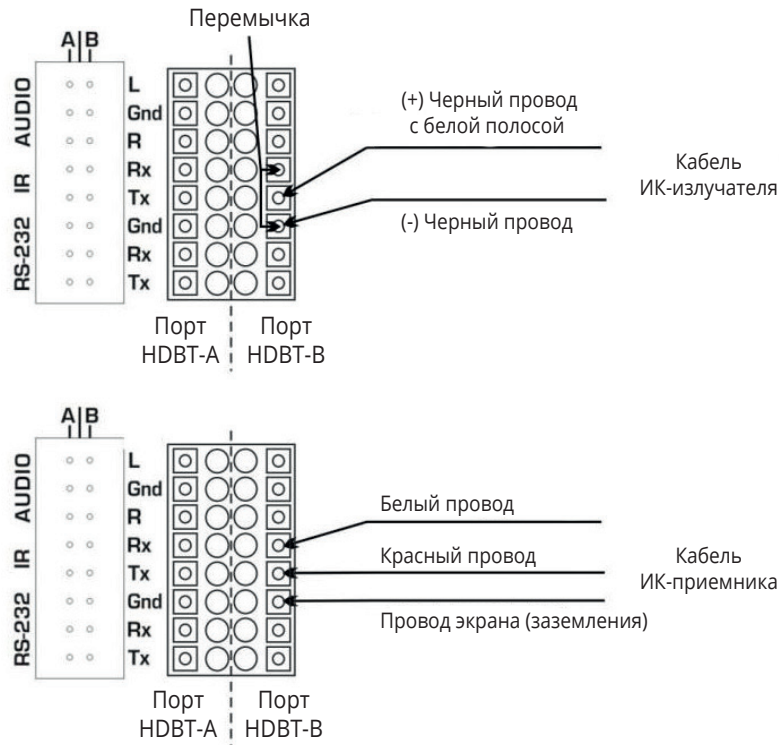 Перемычка
A B
AUDIO
IR
RS-232
L
Gnd
R
Rx
Tx
Gnd
Rx
Tx
(+) Черный провод
с белой полосой
(-) Черный провод
Кабель
ИК-излучателя
Порт
HDBT-A
Порт
HDBT-B
A B
AUDIO
IR
RS-232
L
Gnd
R
Rx
Tx
Gnd
Rx
Tx
Белый провод
Красный провод
Провод экрана (заземления)
Кабель
ИК-приемника
Порт
HDBT-A
Порт
HDBT-B